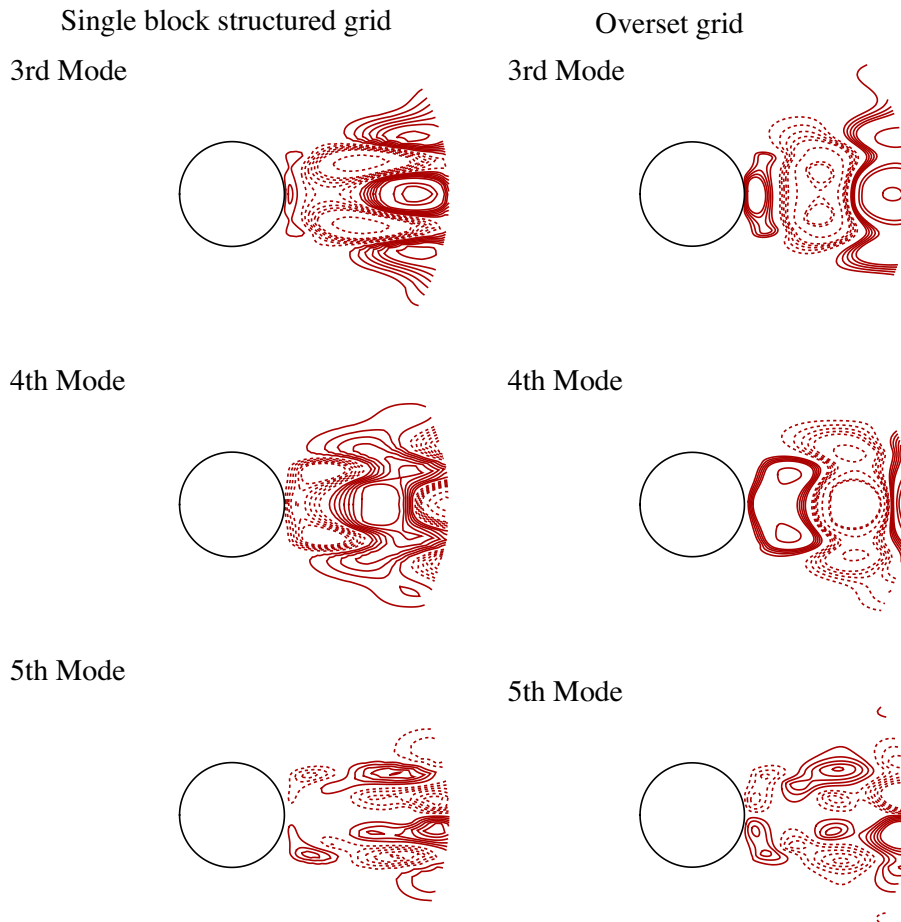 Single block structured grid
Overset grid
3rd Mode
3rd Mode
4th Mode
4th Mode
5th Mode
5th Mode